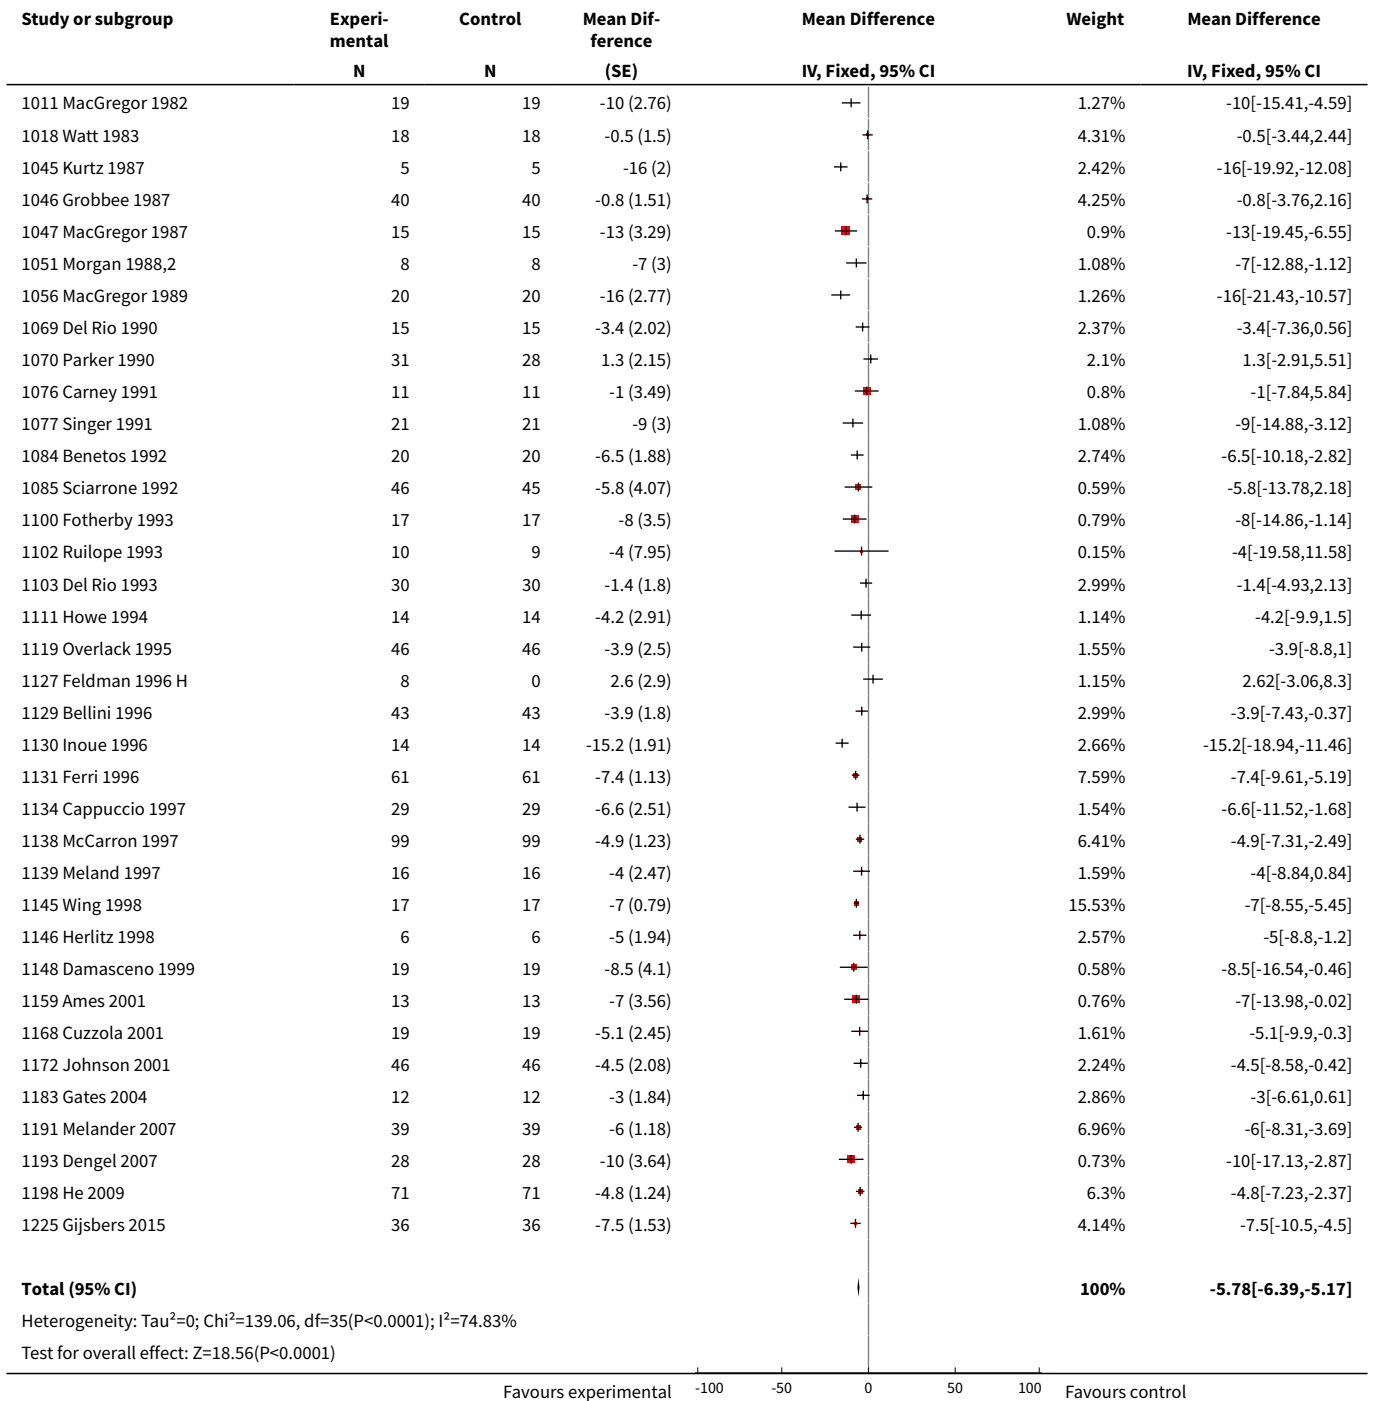 Study or subgroup Experi- Control Mean Dif- Mean Difference Weight Mean Difference
mental ference
N N (SE) IV, Fixed, 95% CI IV, Fixed, 95% CI
1011 MacGregor 1982 19 19 -10 (2.76) 1.27% -10[-15.41,-4.59]
1018 Watt 1983 18 18 -0.5 (1.5) 4.31% -0.5[-3.44,2.44]
1045 Kurtz 1987 5 5 -16 (2) 2.42% -16[-19.92,-12.08]
1046 Grobbee 1987 40 40 -0.8 (1.51) 4.25% -0.8[-3.76,2.16]
1047 MacGregor 1987 15 15 -13 (3.29) 0.9% -13[-19.45,-6.55]
1051 Morgan 1988,2 8 8 -7 (3) 1.08% -7[-12.88,-1.12]
1056 MacGregor 1989 20 20 -16 (2.77) 1.26% -16[-21.43,-10.57]
1069 Del Rio 1990 15 15 -3.4 (2.02) 2.37% -3.4[-7.36,0.56]
1070 Parker 1990 31 28 1.3 (2.15) 2.1% 1.3[-2.91,5.51]
1076 Carney 1991 11 11 -1 (3.49) 0.8% -1[-7.84,5.84]
1077 Singer 1991 21 21 -9 (3) 1.08% -9[-14.88,-3.12]
1084 Benetos 1992 20 20 -6.5 (1.88) 2.74% -6.5[-10.18,-2.82]
1085 Sciarrone 1992 46 45 -5.8 (4.07) 0.59% -5.8[-13.78,2.18]
1100 Fotherby 1993 17 17 -8 (3.5) 0.79% -8[-14.86,-1.14]
1102 Ruilope 1993 10 9 -4 (7.95) 0.15% -4[-19.58,11.58]
1103 Del Rio 1993 30 30 -1.4 (1.8) 2.99% -1.4[-4.93,2.13]
1111 Howe 1994 14 14 -4.2 (2.91) 1.14% -4.2[-9.9,1.5]
1119 Overlack 1995 46 46 -3.9 (2.5) 1.55% -3.9[-8.8,1]
1127 Feldman 1996 H 8 0 2.6 (2.9) 1.15% 2.62[-3.06,8.3]
1129 Bellini 1996 43 43 -3.9 (1.8) 2.99% -3.9[-7.43,-0.37]
1130 Inoue 1996 14 14 -15.2 (1.91) 2.66% -15.2[-18.94,-11.46]
1131 Ferri 1996 61 61 -7.4 (1.13) 7.59% -7.4[-9.61,-5.19]
1134 Cappuccio 1997 29 29 -6.6 (2.51) 1.54% -6.6[-11.52,-1.68]
1138 McCarron 1997 99 99 -4.9 (1.23) 6.41% -4.9[-7.31,-2.49]
1139 Meland 1997 16 16 -4 (2.47) 1.59% -4[-8.84,0.84]
1145 Wing 1998 17 17 -7 (0.79) 15.53% -7[-8.55,-5.45]
1146 Herlitz 1998 6 6 -5 (1.94) 2.57% -5[-8.8,-1.2]
1148 Damasceno 1999 19 19 -8.5 (4.1) 0.58% -8.5[-16.54,-0.46]
1159 Ames 2001 13 13 -7 (3.56) 0.76% -7[-13.98,-0.02]
1168 Cuzzola 2001 19 19 -5.1 (2.45) 1.61% -5.1[-9.9,-0.3]
1172 Johnson 2001 46 46 -4.5 (2.08) 2.24% -4.5[-8.58,-0.42]
1183 Gates 2004 12 12 -3 (1.84) 2.86% -3[-6.61,0.61]
1191 Melander 2007 39 39 -6 (1.18) 6.96% -6[-8.31,-3.69]
1193 Dengel 2007 28 28 -10 (3.64) 0.73% -10[-17.13,-2.87]
1198 He 2009 71 71 -4.8 (1.24) 6.3% -4.8[-7.23,-2.37]
1225 Gijsbers 2015 36 36 -7.5 (1.53) 4.14% -7.5[-10.5,-4.5]
Total (95% CI) 100% -5.78[-6.39,-5.17]
Heterogeneity: Tau²=0; Chi²=139.06, df=35(P<0.0001); I²=74.83%
Test for overall effect: Z=18.56(P<0.0001)
Favours experimental -100 -50 0 50 100 Favours control